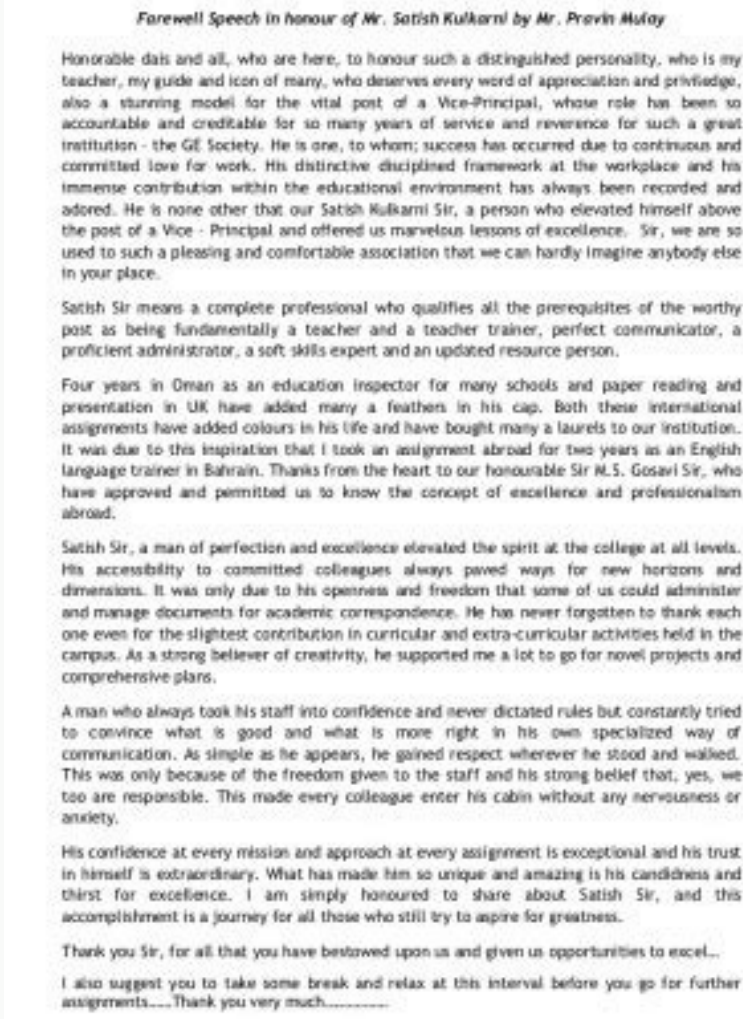 Farewell Speech in honour of Mr. Satish Kulkarni by Mr. Pravin Mulay
Honorable dais and all, who are here, to honour such a distinguished personality, who is my
teacher, my guide and icon of many, who deserves every word of appreciation and priviledge,
also a stunning model for the vital post of a Vice-Principal, whose role has been so
accountable and creditable for so many years of service and reverence for such a great
institution - the GE Society. He is one, to whom; success has occurred due to continuous and
committed love for work. His distinctive disciplined framework at the workplace and his
immense contribution within the educational environment has always been recorded and
adored. He is none other that our Satish Kulkarni Sir, a person who elevated himself above
the post of a Vice - Principal and offered us marvelous lessons of excellence. Sir, we are so
used to such a pleasing and comfortable association that we can hardly imagine anybody else
in your place.
Satish Sir means a complete professional who qualifies all the prerequisites of the worthy
post as being fundamentally a teacher and a teacher trainer, perfect communicator, a
proficient administrator, a soft skills expert and an updated resource person.
Four years in Oman as an education inspector for many schools and paper reading and
presentation in UK have added many a feathers in his cap. Both these international
assignments have added colours in his life and have bought many a laurels to our institution.
It was due to this inspiration that I took an assignment abroad for two years as an English
language trainer in Bahrain. Thanks from the heart to our honourable Sir M.S. Gosavi Sir, who
have approved and permitted us to know the concept of excellence and professionalism
abroad.
Satish Sir, a man of perfection and excellence elevated the spirit at the college at all levels.
His accessibility to committed colleagues always paved ways for new horizons and
dimensions. It was only due to his openness and freedom that some of us could administer
and manage documents for academic correspondence. He has never forgotten to thank each
one even for the slightest contribution in curricular and extra-curricular activities held in the
campus. As a strong believer of creativity, he supported me a lot to go for novel projects and
comprehensive plans.
A man who always took his staff into confidence and never dictated rules but constantly tried
to convince what is good and what is more right in his own specialized way of
communication. As simple as he appears, he gained respect wherever he stood and walked.
This was only because of the freedom given to the staff and his strong belief that, yes, we
too are responsible. This made every colleague enter his cabin without any nervousness or
anxiety.
His confidence at every mission and approach at every assignment is exceptional and his trust
in himself is extraordinary. What has made him so unique and amazing is his candidness and
thirst for excellence. I am simply honoured to share about Satish Sir, and this
accomplishment is a journey for all those who still try to aspire for greatness.
Thank you Sir, for all that you have bestowed upon us and given us opportunities to excel...
I also suggest you to take some break and relax at this interval before you go for further
assignments.....Thank you very much...............